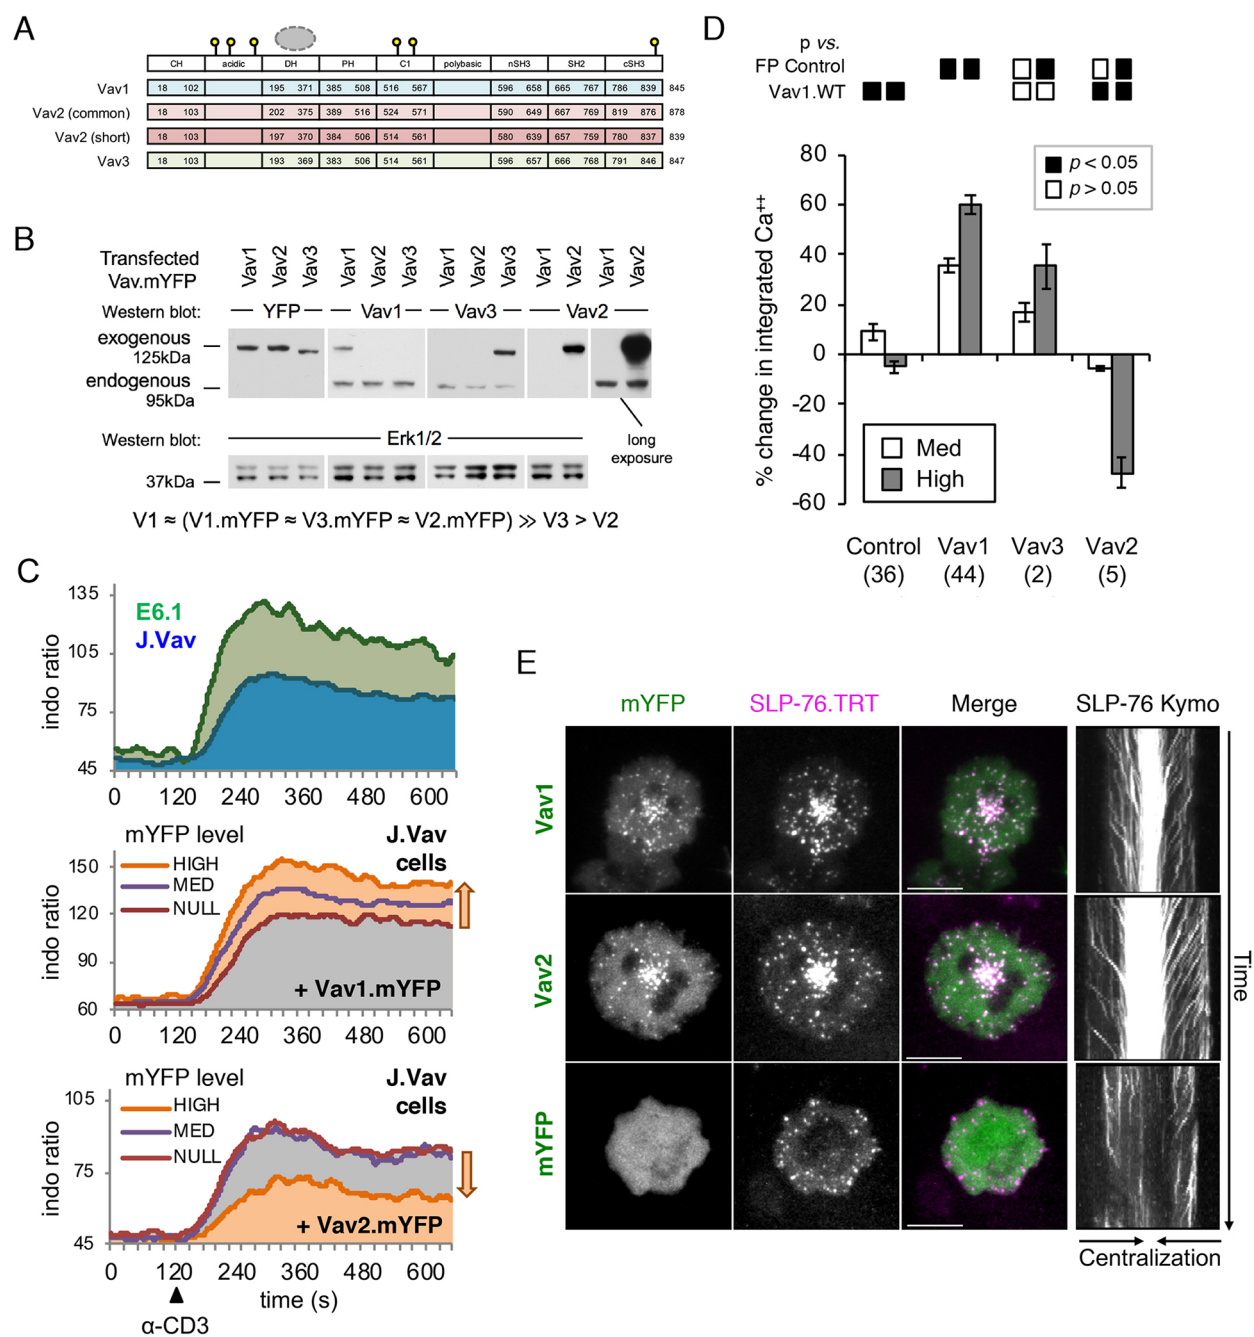 A
CH acidic DH PH C1 polybasic nSH3 SH2 cSH3
Vav1 18 102 195 371 385 508 516 567 596 658 665 767 786 839 845
Vav2 (common) 18 103 202 375 389 516 524 571 590 649 667 769 819 876 878
Vav2 (short) 18 103 197 370 384 506 514 561 580 639 657 759 780 837 839
Vav3 18 103 193 369 383 506 514 561 596 657 666 768 791 846 847
B
Transfected
Vav.mYFP
Vav1 Vav2 Vav3 Vav1 Vav2 Vav3 Vav1 Vav2 Vav3 Vav1 Vav2 Vav1 Vav2
Western blot: YFP Vav1 Vav3 Vav2
exogenous
125kDa
endogenous
95kDa
long
exposure
Western blot: Erk1/2
37kDa
V1 ≈ (V1.mYFP ≈ V3.mYFP ≈ V2.mYFP) ≫ V3 > V2
C
E6.1
J.Vav
indo ratio
135
105
75
45
0 120 240 360 480 600
mYFP level
HIGH
MED
NULL
J.Vav
cells
indo ratio
150
120
90
60
+ Vav1.mYFP
0 120 240 360 480 600
mYFP level
HIGH
MED
NULL
J.Vav
cells
indo ratio
105
75
45
+ Vav2.mYFP
0 120 240 360 480 600
time (s)
α-CD3
D
p vs.
FP Control
Vav1.WT
p < 0.05
p > 0.05
% change in integrated Ca++
80
60
40
20
0
-20
-40
-60
Med
High
Control Vav1 Vav3 Vav2
(36) (44) (2) (5)
E
mYFP SLP-76.TRT Merge SLP-76 Kymo
Vav1
Vav2
mYFP
Time
Centralization